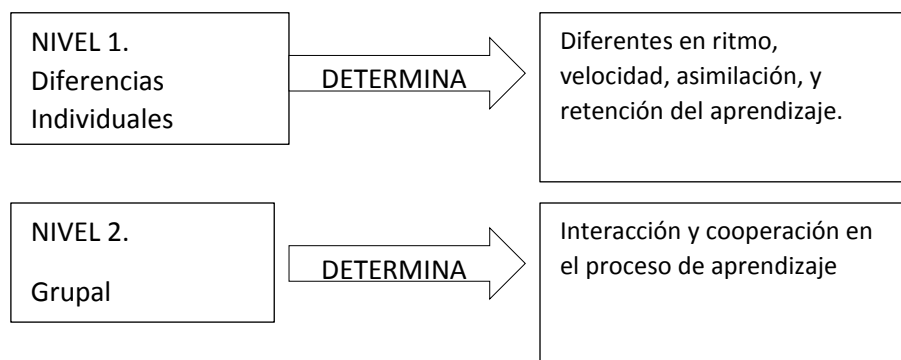 NIVEL 1.
Diferencias
Individuales
DETERMINA
Diferentes en ritmo,
velocidad, asimilación, y
retención del aprendizaje.
NIVEL 2.
Grupal
DETERMINA
Interacción y cooperación en
el proceso de aprendizaje